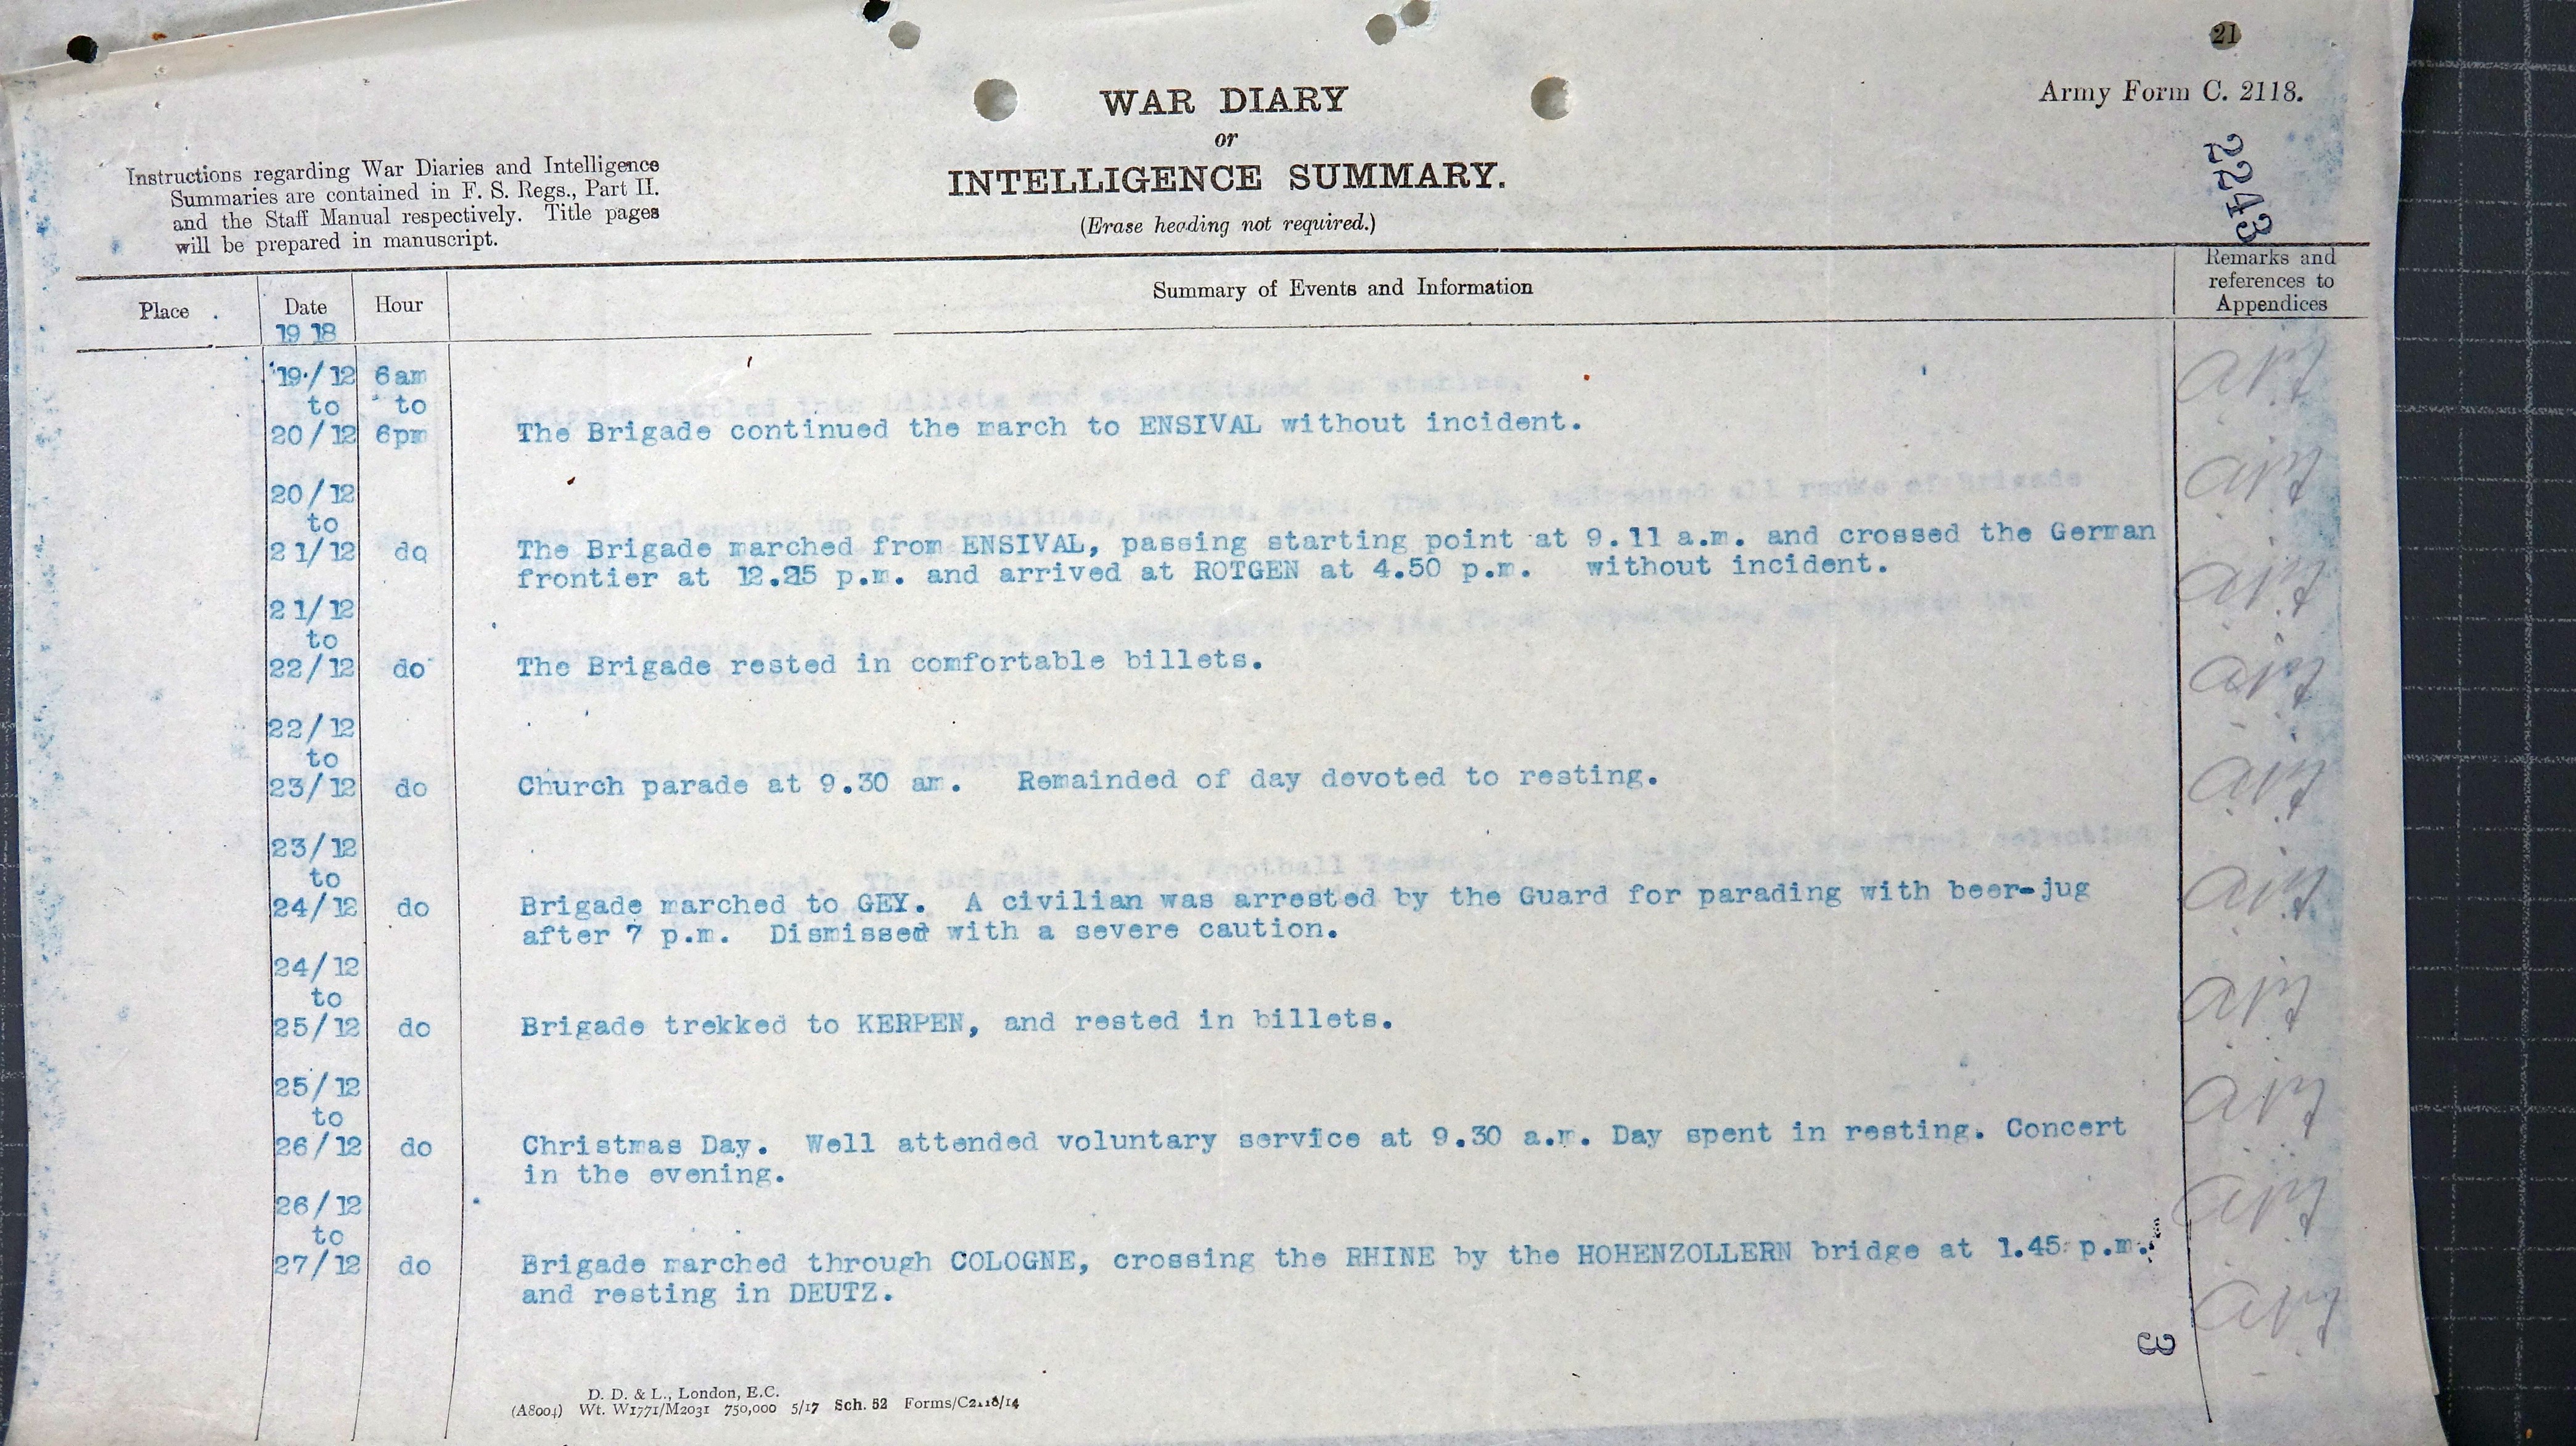 21
Army Form C. 2118.
WAR DIARY
or
INTELLIGENCE SUMMARY.
(Erase heading not required.)
Instructions regarding War Diaries and Intelligence
Summaries are contained in F. S. Regs., Part II.
and the Staff Manual respectively. Title pages
will be prepared in manuscript.
2243
Place Date Hour Summary of Events and Information Remarks and
references to
Appendices
19 18
19/12 6am
to to
20/12 6pm The Brigade continued the march to ENSIVAL without incident.
20/12
to
21/12 do The Brigade marched from ENSIVAL, passing starting point at 9.11 a.m. and crossed the German
frontier at 12.25 p.m. and arrived at ROTGEN at 4.50 p.m. without incident.
21/12
to
22/12 do The Brigade rested in comfortable billets.
22/12
to
23/12 do Church parade at 9.30 am. Remainded of day devoted to resting.
23/12
to
24/12 do Brigade marched to GEY. A civilian was arrested by the Guard for parading with beer-jug
after 7 p.m. Dismissed with a severe caution.
24/12
to
25/12 do Brigade trekked to KERPEN, and rested in billets.
25/12
to
26/12 do Christmas Day. Well attended voluntary service at 9.30 a.m. Day spent in resting. Concert
in the evening.
26/12
to
27/12 do Brigade marched through COLOGNE, crossing the RHINE by the HOHENZOLLERN bridge at 1.45 p.m.
and resting in DEUTZ.
3
D. D. & L., London, E.C.
(A8004) Wt. W1771/M2031 750,000 5/17 Sch. 52 Forms/C2118/14